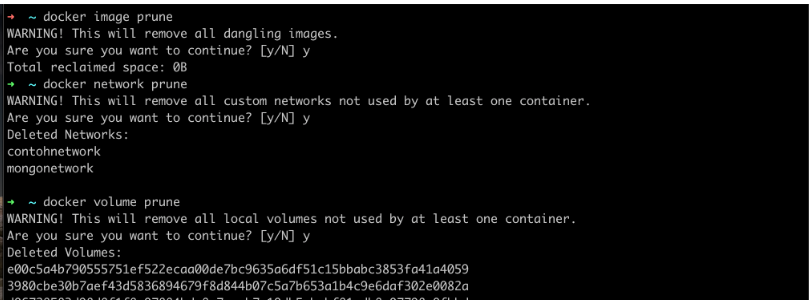 → ~ docker image prune
WARNING! This will remove all dangling images.
Are you sure you want to continue? [y/N] y
Total reclaimed space: 0B
→ ~ docker network prune
WARNING! This will remove all custom networks not used by at least one container.
Are you sure you want to continue? [y/N] y
Deleted Networks:
contohnetwork
mongonetwork
→ ~ docker volume prune
WARNING! This will remove all local volumes not used by at least one container.
Are you sure you want to continue? [y/N] y
Deleted Volumes:
e00c5a4b790555751ef522ecaa00de7bc9635a6df51c15bbabc3853fa41a4059
3980cbe30b7aef43d5836894679f8d844b07c5a7b653a1b4c9e6daf302e0082a